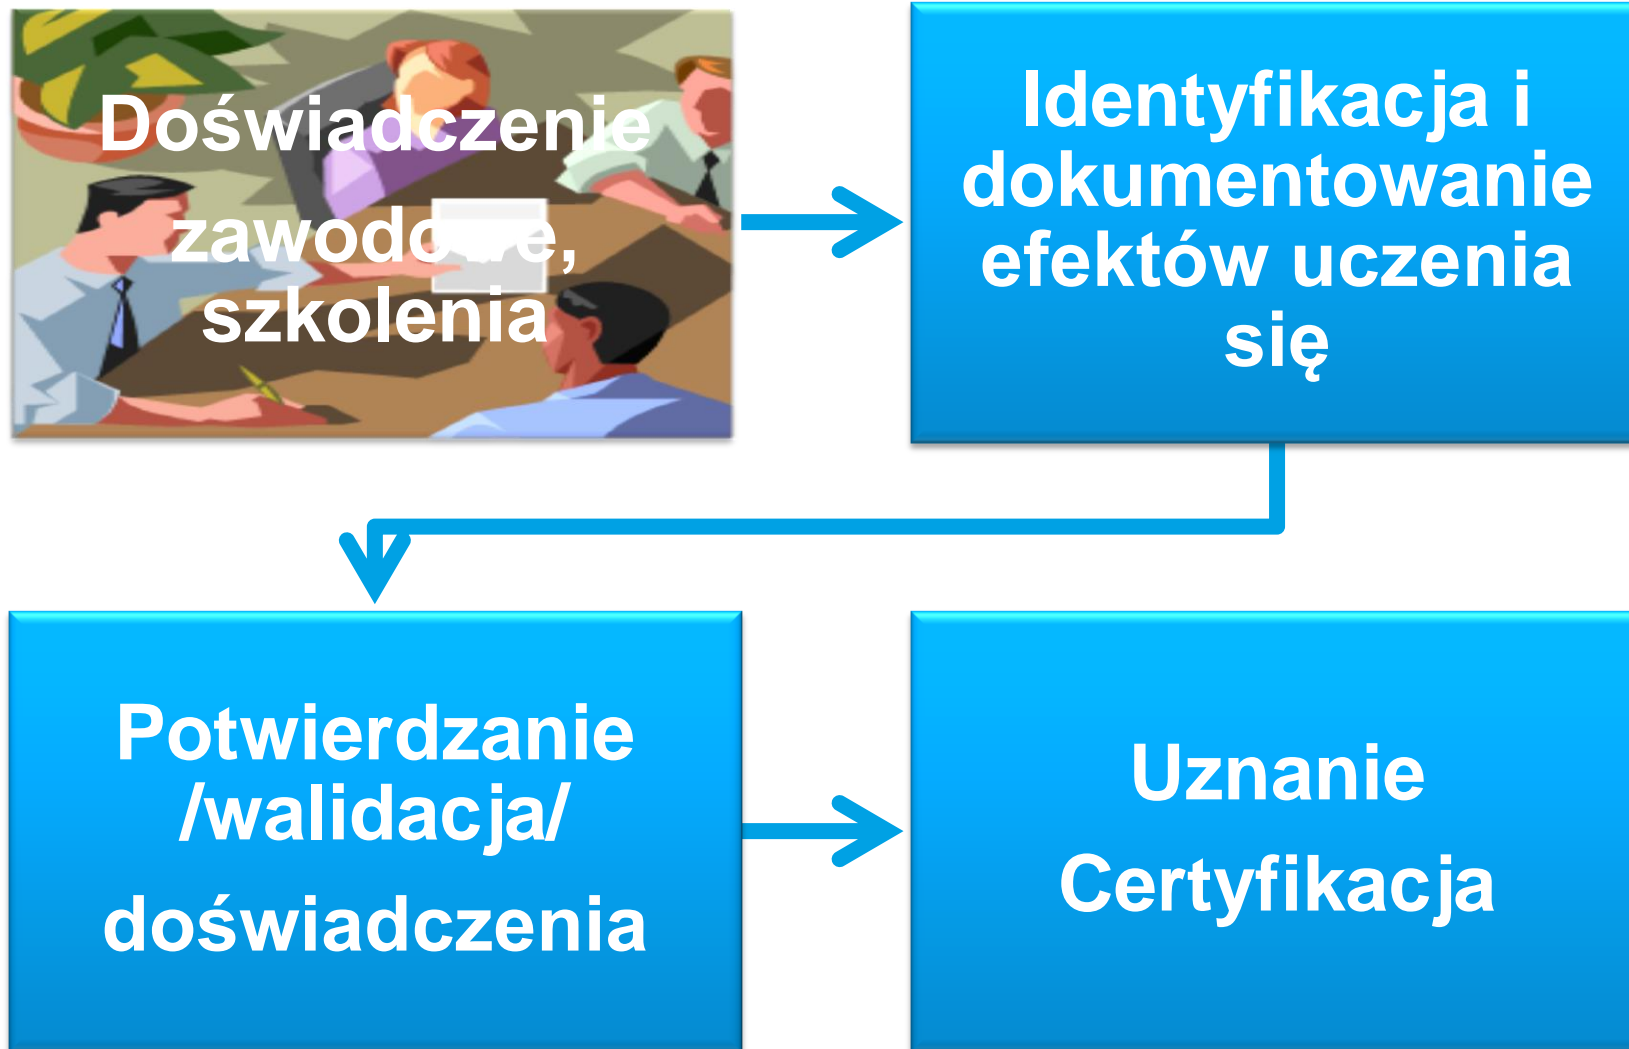 Doświadczenie
zawodowe,
szkolenia
Identyfikacja i
dokumentowanie
efektów uczenia
się
Potwierdzanie
/walidacja/
doświadczenia
Uznanie
Certyfikacja